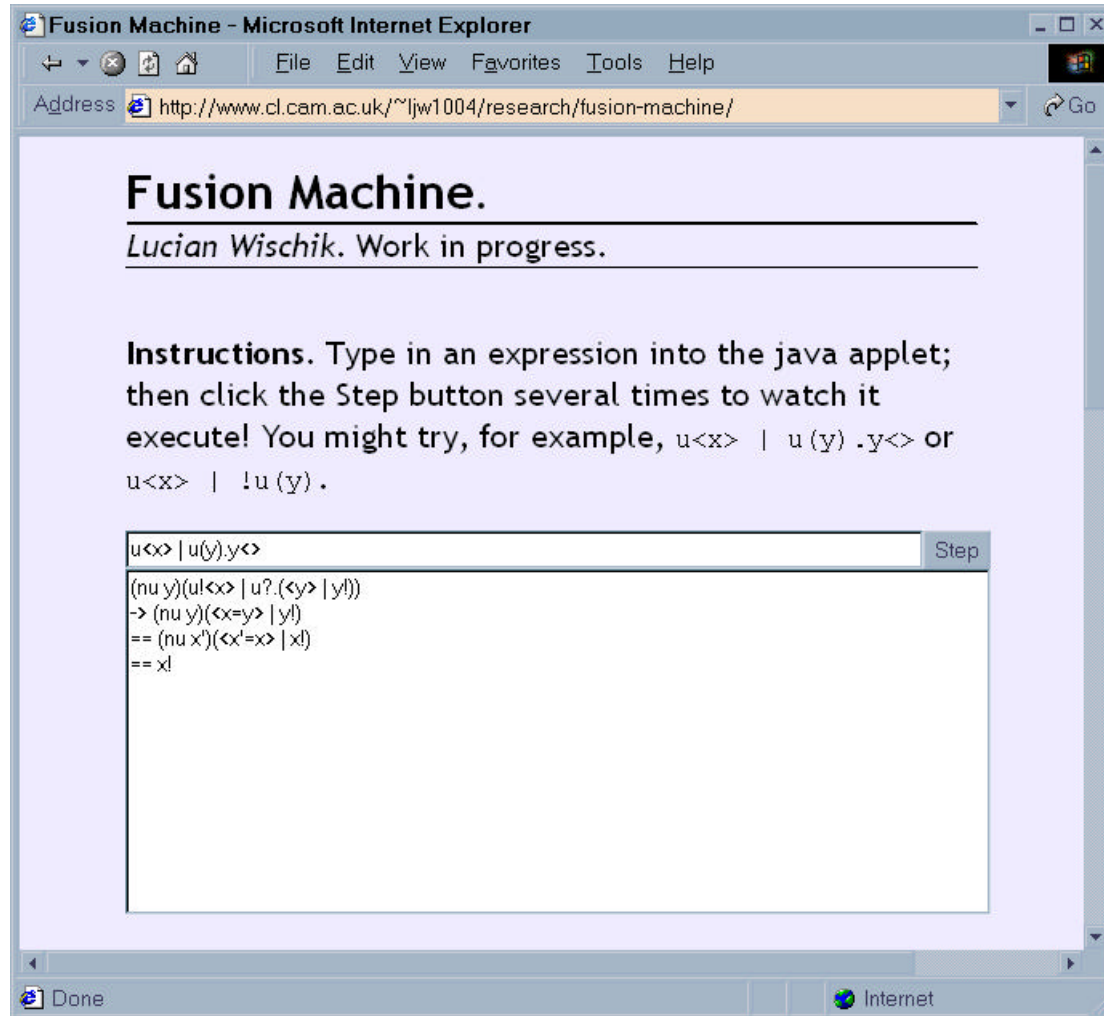 Fusion Machine - Microsoft Internet Explorer
File Edit View Favorites Tools Help
Address http://www.cl.cam.ac.uk/~ljw1004/research/fusion-machine/ Go
Fusion Machine.
Lucian Wischik. Work in progress.
Instructions. Type in an expression into the java applet;
then click the Step button several times to watch it
execute! You might try, for example, u<x> | u(y).y<> or
u<x> | !u(y).
u<x> | u(y).y<> Step
(nu y)(u!<x> | u?.(<y> | y!))
-> (nu y)(<x=y> | y!)
== (nu x')(<x'=x> | x!)
== x!
Done Internet